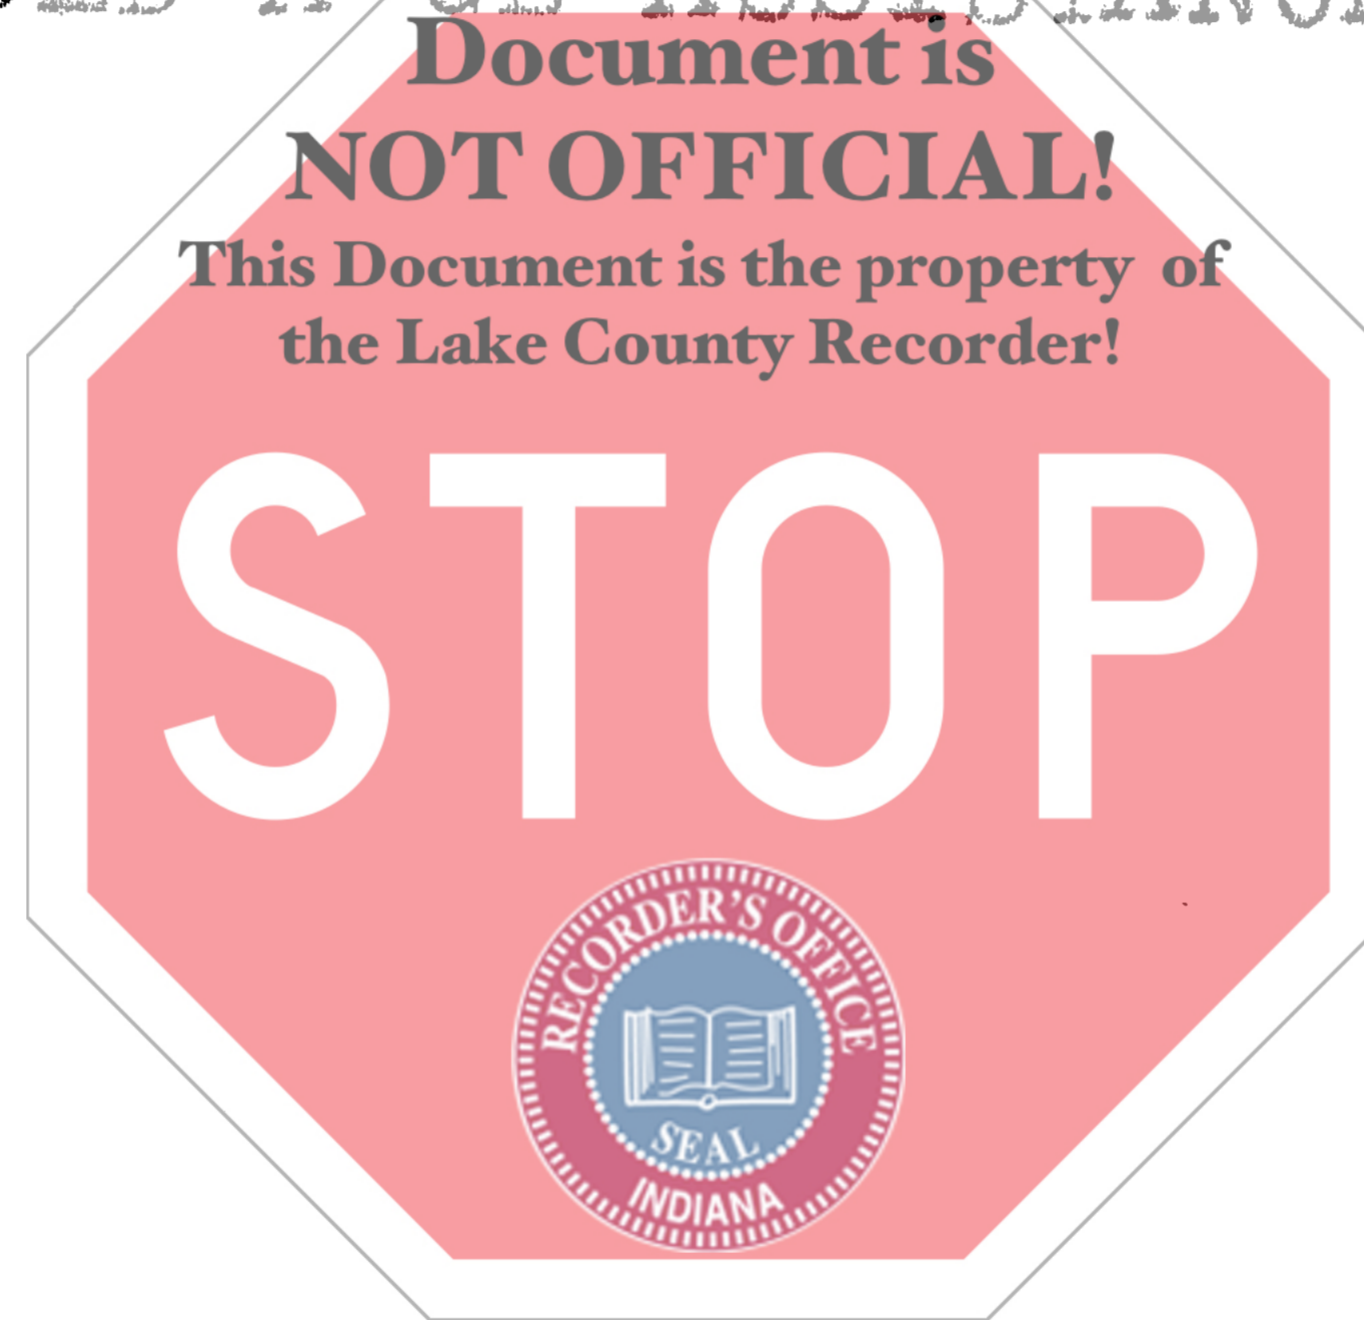 Document is
NOT OFFICIAL!
This Document is the property of
the Lake County Recorder!
STOP
RECORDER'S OFFICE
SEAL
INDIANA